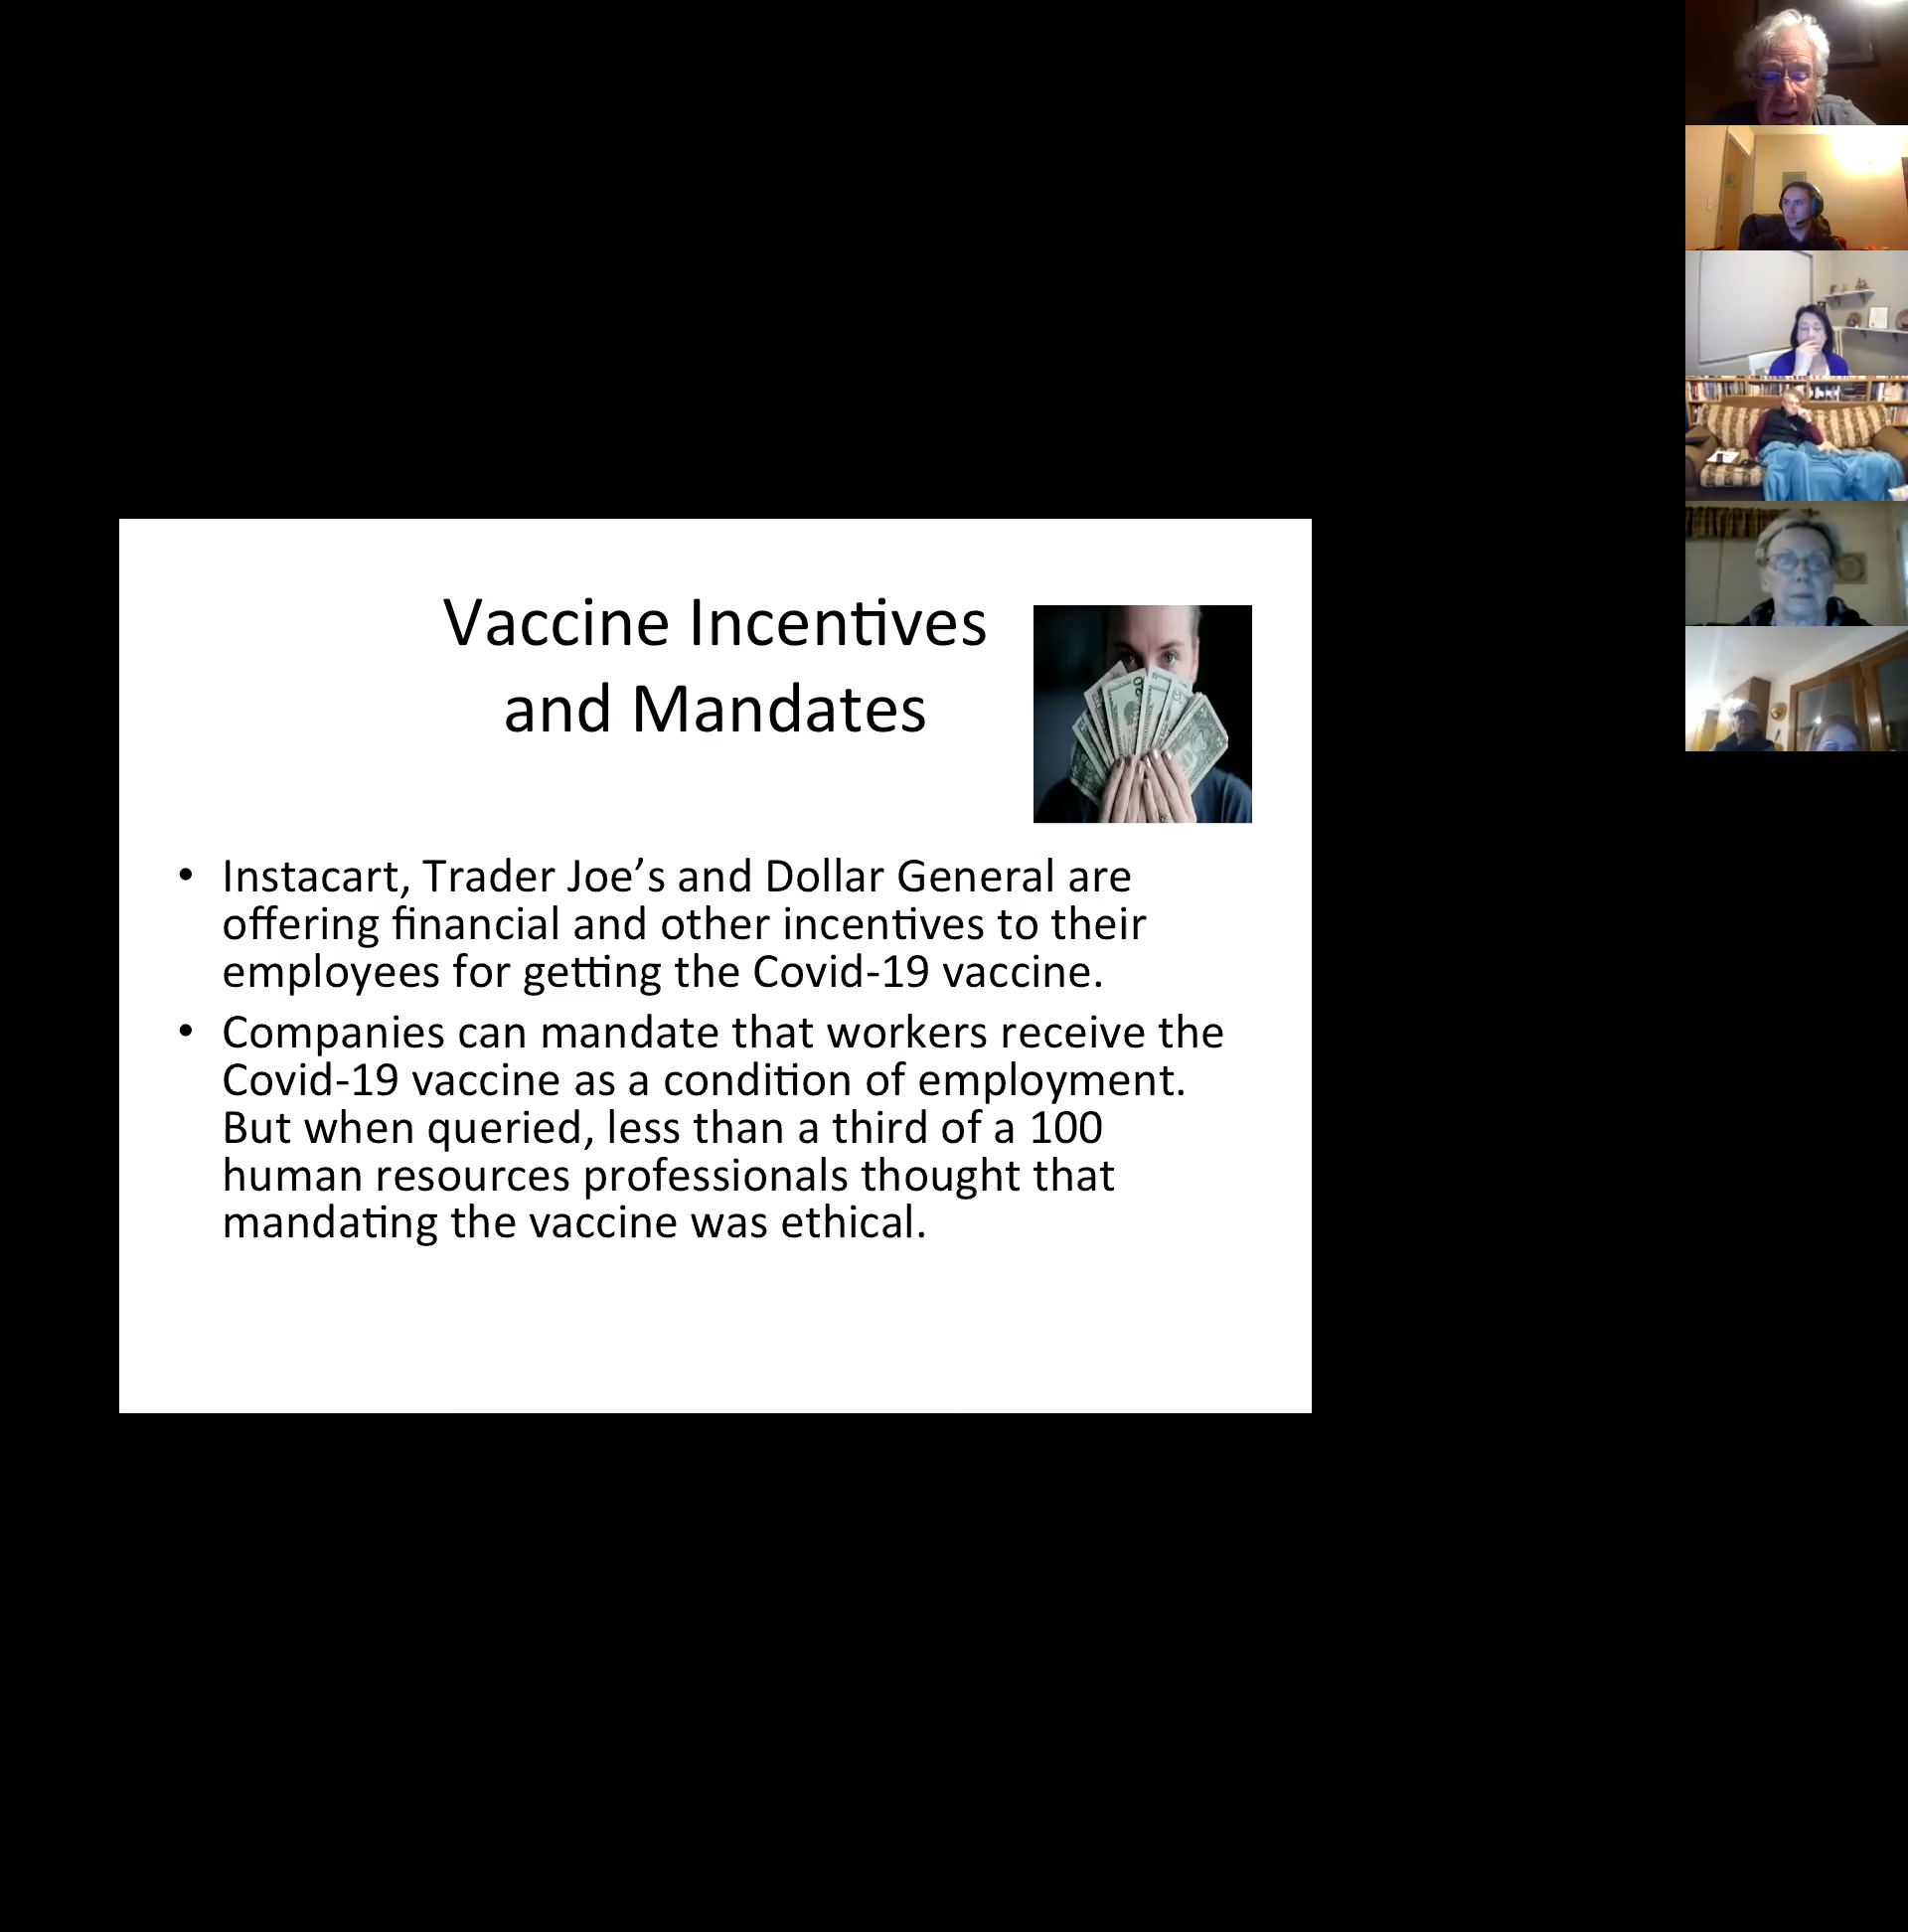 Vaccine Incentives
and Mandates
• Instacart, Trader Joe’s and Dollar General are
offering financial and other incentives to their
employees for getting the Covid-19 vaccine.
• Companies can mandate that workers receive the
Covid-19 vaccine as a condition of employment.
But when queried, less than a third of a 100
human resources professionals thought that
mandating the vaccine was ethical.